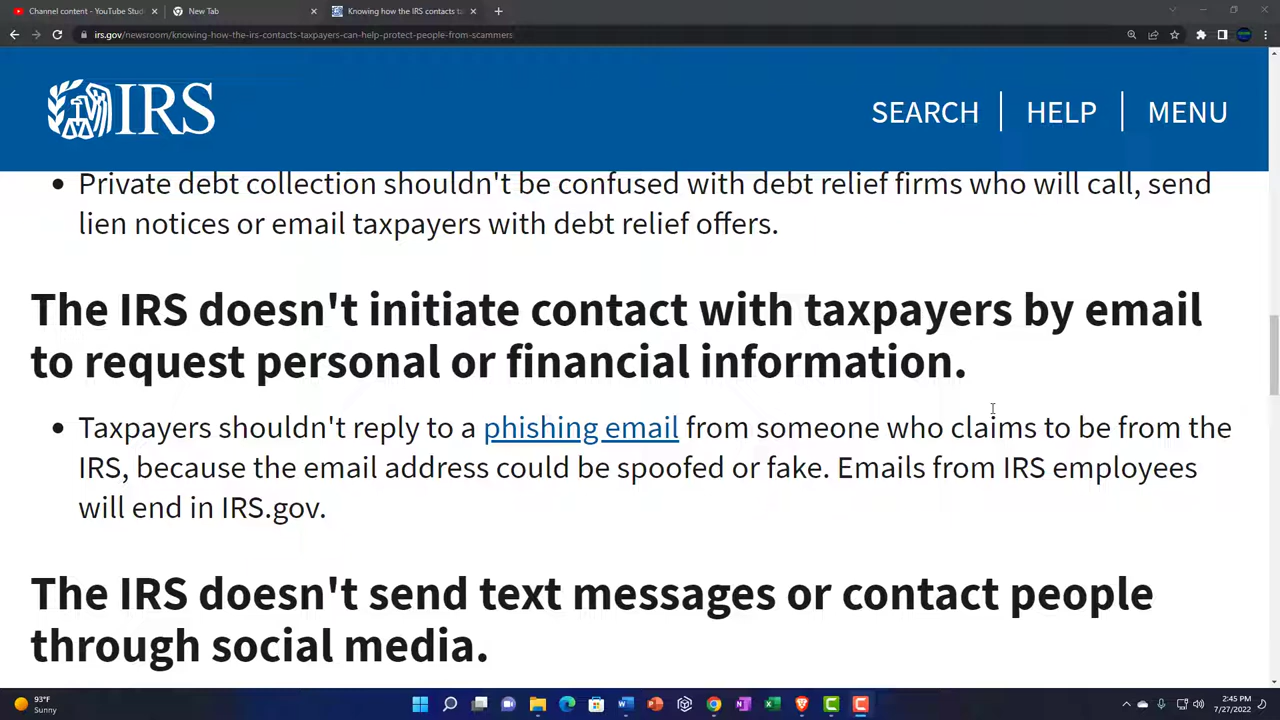 Channel content - YouTube Stud
New Tab
Knowing how the IRS contacts ta
irs.gov/newsroom/knowing-how-the-irs-contacts-taxpayers-can-help-protect-people-from-scammers
IRS
SEARCH
HELP
MENU
Private debt collection shouldn't be confused with debt relief firms who will call, send
lien notices or email taxpayers with debt relief offers.
The IRS doesn't initiate contact with taxpayers by email
to request personal or financial information.
Taxpayers shouldn't reply to a phishing email from someone who claims to be from the
IRS, because the email address could be spoofed or fake. Emails from IRS employees
will end in IRS.gov.
The IRS doesn't send text messages or contact people
through social media.
93°F
Sunny
2:45 PM
7/27/2022